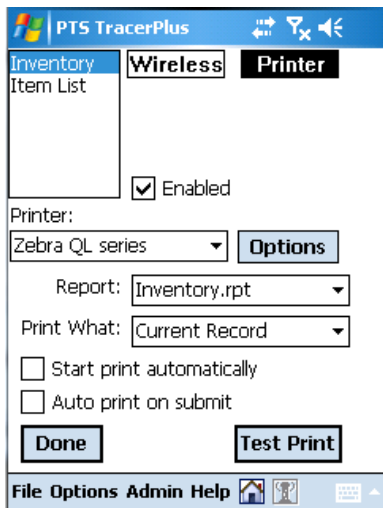 PTS TracerPlus
Inventory
Item List
Wireless Printer
Enabled
Printer:
Zebra QL series Options
Report: Inventory.rpt
Print What: Current Record
Start print automatically
Auto print on submit
Done Test Print
File Options Admin Help